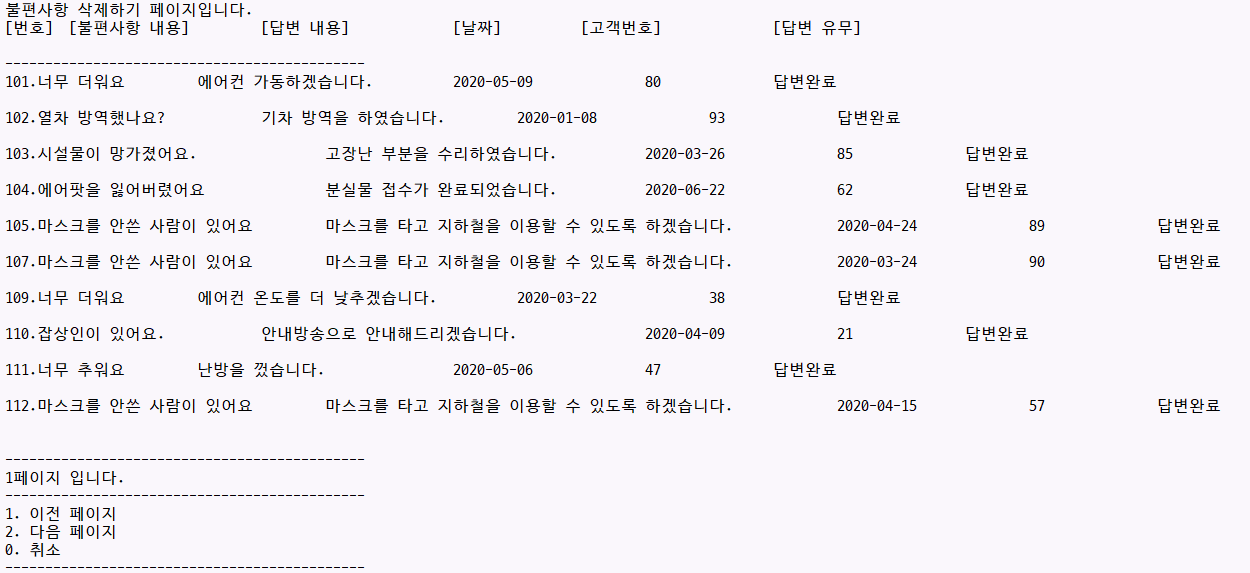 불편사항 삭제하기 페이지입니다.
[번호] [불편사항 내용] [답변 내용] [날짜] [고객번호] [답변 유무]
---------------------------------------------
101.너무 더워요 에어컨 가동하겠습니다. 2020-05-09 80 답변완료
102.열차 방역했나요? 기차 방역을 하였습니다. 2020-01-08 93 답변완료
103.시설물이 망가졌어요. 고장난 부분을 수리하였습니다. 2020-03-26 85 답변완료
104.에어팟을 잃어버렸어요 분실물 접수가 완료되었습니다. 2020-06-22 62 답변완료
105.마스크를 안쓴 사람이 있어요 마스크를 타고 지하철을 이용할 수 있도록 하겠습니다. 2020-04-24 89 답변완료
107.마스크를 안쓴 사람이 있어요 마스크를 타고 지하철을 이용할 수 있도록 하겠습니다. 2020-03-24 90 답변완료
109.너무 더워요 에어컨 온도를 더 낮추겠습니다. 2020-03-22 38 답변완료
110.잡상인이 있어요. 안내방송으로 안내해드리겠습니다. 2020-04-09 21 답변완료
111.너무 추워요 난방을 켰습니다. 2020-05-06 47 답변완료
112.마스크를 안쓴 사람이 있어요 마스크를 타고 지하철을 이용할 수 있도록 하겠습니다. 2020-04-15 57 답변완료
---------------------------------------------
1페이지 입니다.
---------------------------------------------
1. 이전 페이지
2. 다음 페이지
0. 취소
---------------------------------------------